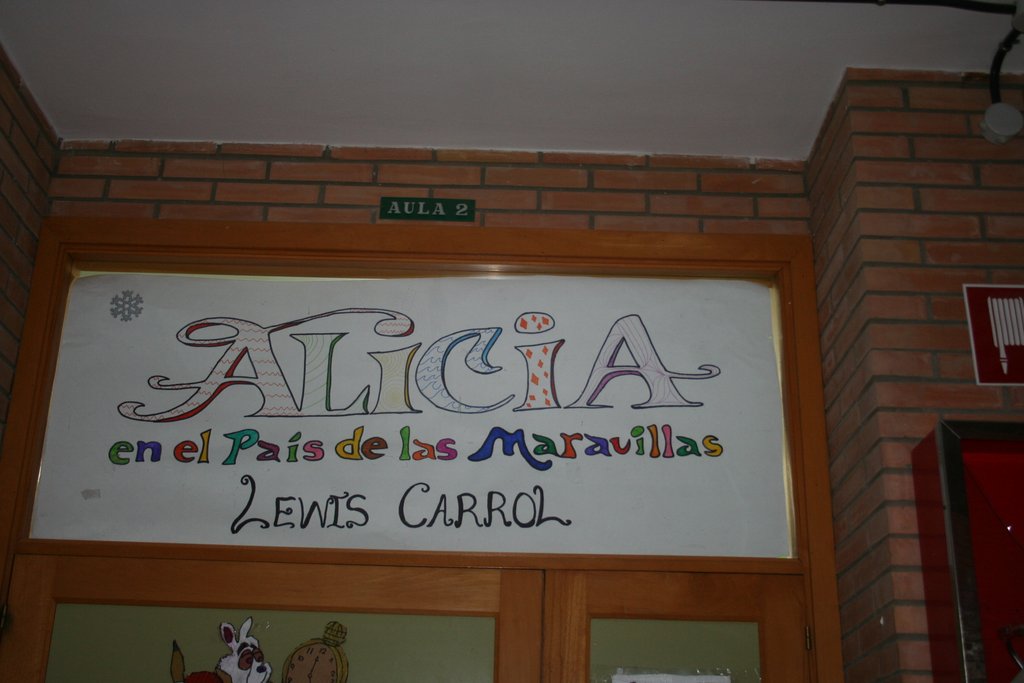 AULA 2
ALiCiA
en el País de las Maravillas
LEWIS CARROL